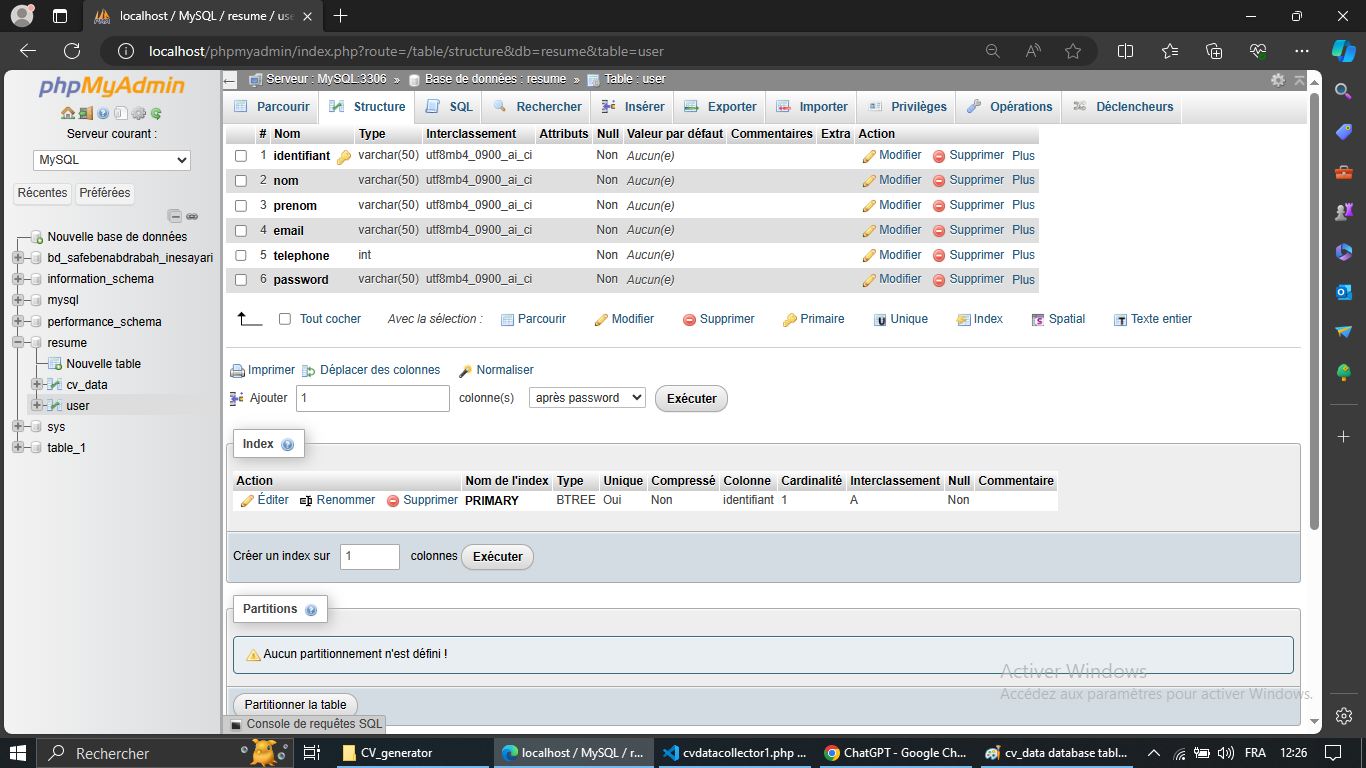 localhost / MySQL / resume / use
localhost/phpmyadmin/index.php?route=/table/structure&db=resume&table=user
phpMyAdmin
Serveur courant :
MySQL
Récentes Préférées
Nouvelle base de données
bd_safebenabdrabah_inesayari
information_schema
mysql
performance_schema
resume
Nouvelle table
cv_data
user
sys
table_1
Serveur : MySQL:3306 » Base de données : resume » Table : user
Parcourir Structure SQL Rechercher Insérer Exporter Importer Privilèges Opérations Déclencheurs
# Nom Type Interclassement Attributs Null Valeur par défaut Commentaires Extra Action
1 identifiant varchar(50) utf8mb4_0900_ai_ci Non Aucun(e) Modifier Supprimer Plus
2 nom varchar(50) utf8mb4_0900_ai_ci Non Aucun(e) Modifier Supprimer Plus
3 prenom varchar(50) utf8mb4_0900_ai_ci Non Aucun(e) Modifier Supprimer Plus
4 email varchar(50) utf8mb4_0900_ai_ci Non Aucun(e) Modifier Supprimer Plus
5 telephone int Non Aucun(e) Modifier Supprimer Plus
6 password varchar(50) utf8mb4_0900_ai_ci Non Aucun(e) Modifier Supprimer Plus
Tout cocher Avec la sélection : Parcourir Modifier Supprimer Primaire Unique Index Spatial Texte entier
Imprimer Déplacer des colonnes Normaliser
Ajouter 1 colonne(s) après password Exécuter
Index
Action Nom de l'index Type Unique Compressé Colonne Cardinalité Interclassement Null Commentaire
Éditer Renommer Supprimer PRIMARY BTREE Oui Non identifiant 1 A Non
Créer un index sur 1 colonnes Exécuter
Partitions
Aucun partitionnement n'est défini !
Partitionner la table
Console de requêtes SQL
Activer Windows
Accédez aux paramètres pour activer Windows.
Rechercher CV_generator localhost / MySQL / r... cvdatacollector1.php ... ChatGPT - Google Ch... cv_data database tabl... FRA 12:26